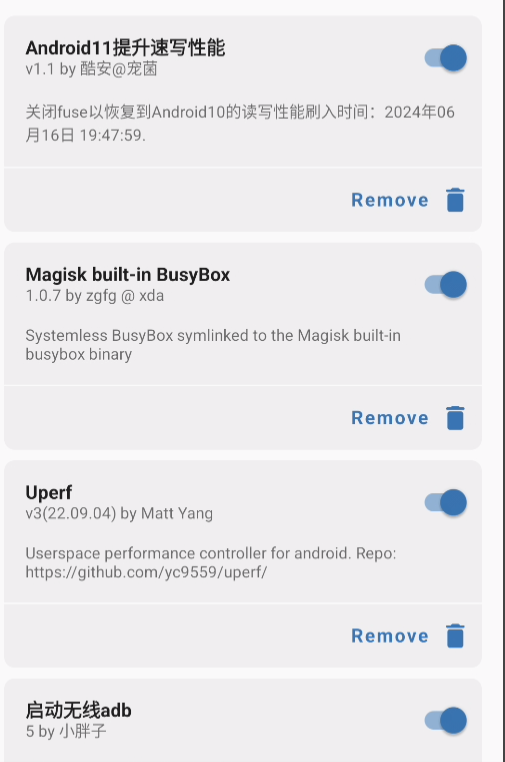 Android11提升速写性能
v1.1 by 酷安@宠菌
关闭fuse以恢复到Android10的读写性能刷入时间：2024年06
月16日 19:47:59.
Remove
Magisk built-in BusyBox
1.0.7 by zgfg @ xda
Systemless BusyBox symlinked to the Magisk built-in
busybox binary
Remove
Uperf
v3(22.09.04) by Matt Yang
Userspace performance controller for android. Repo:
https://github.com/yc9559/uperf/
Remove
启动无线adb
5 by 小胖子